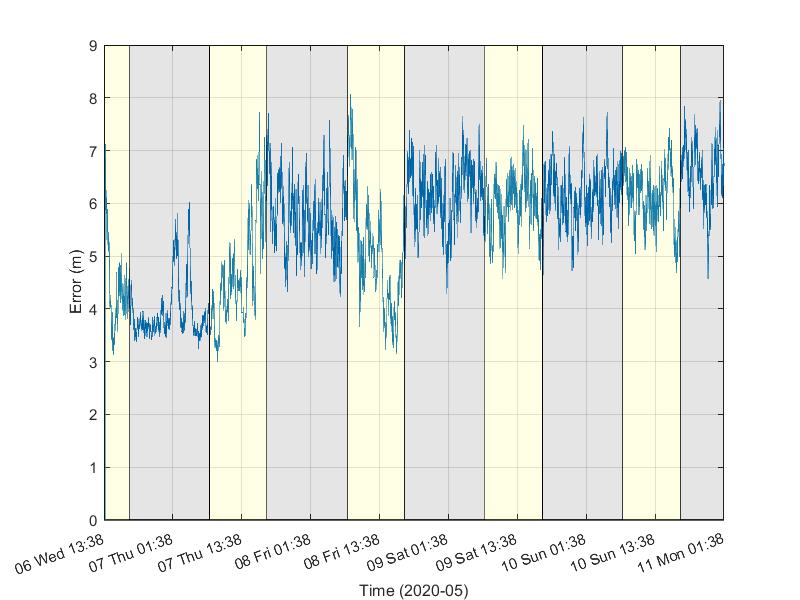 9
8
7
6
5
4
3
2
1
0
Error (m)
06 Wed 13:38
07 Thu 01:38
07 Thu 13:38
08 Fri 01:38
08 Fri 13:38
09 Sat 01:38
09 Sat 13:38
10 Sun 01:38
10 Sun 13:38
11 Mon 01:38
Time (2020-05)